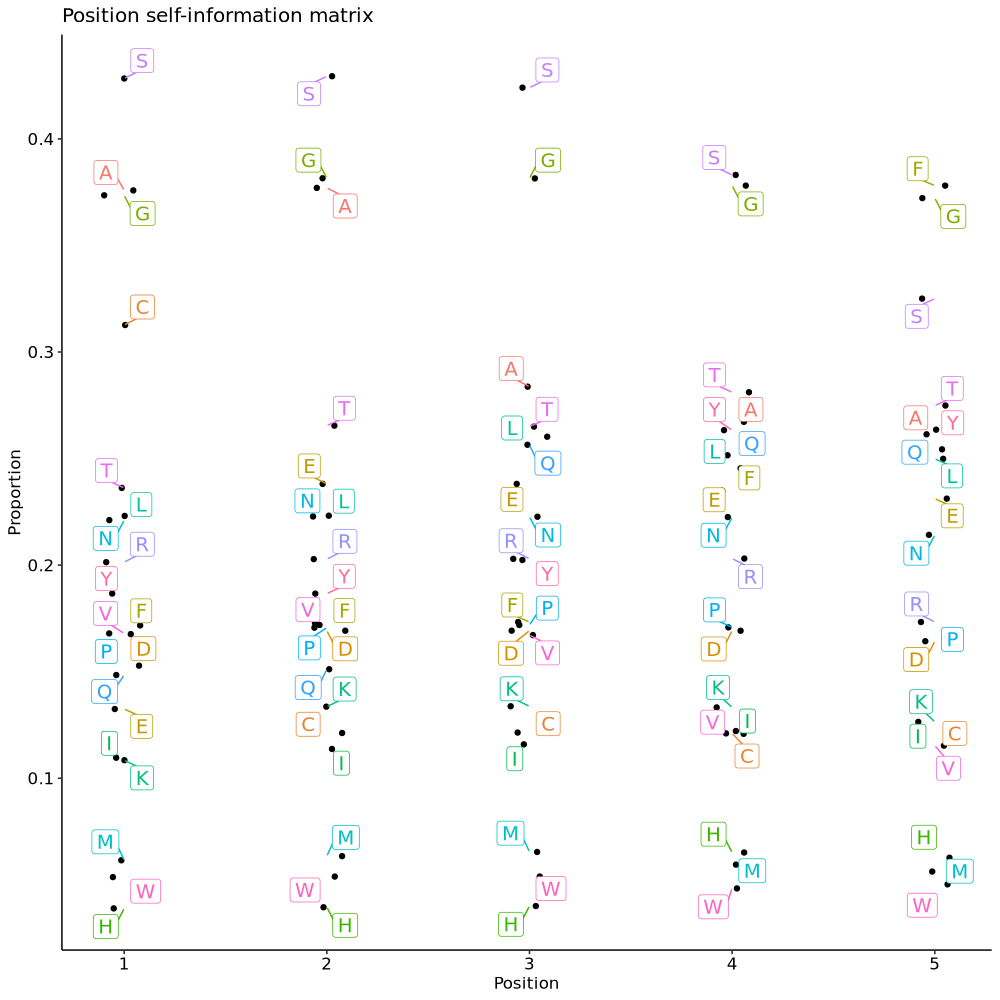 Position self-information matrix
Proportion
0.4
0.3
0.2
0.1
S
A
G
C
T
L
N
R
Y
V
F
P
D
Q
E
I
K
M
W
H
S
G
A
T
E
N
L
R
Y
V
F
P
D
Q
K
C
I
M
W
H
S
G
A
T
L
Q
E
N
R
Y
F
P
D
V
K
C
I
M
W
H
S
G
T
Y
A
Q
L
F
E
N
R
P
D
K
V
I
C
H
M
W
F
G
S
T
A
Y
Q
L
E
N
R
P
D
K
C
I
V
H
M
W
1 2 3 4 5
Position